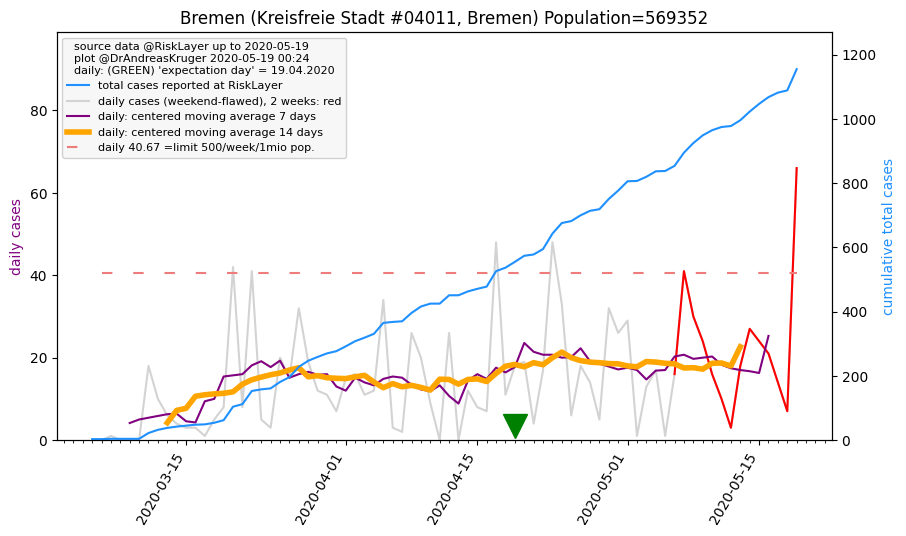 Bremen (Kreisfreie Stadt #04011, Bremen) Population=569352
source data @RiskLayer up to 2020-05-19
plot @DrAndreasKruger 2020-05-19 00:24
daily: (GREEN) 'expectation day' = 19.04.2020
total cases reported at RiskLayer
daily cases (weekend-flawed), 2 weeks: red
daily: centered moving average 7 days
daily: centered moving average 14 days
daily 40.67 =limit 500/week/1mio pop.
daily cases
80
60
40
20
0
cumulative total cases
1200
1000
800
600
400
200
0
2020-03-15
2020-04-01
2020-04-15
2020-05-01
2020-05-15